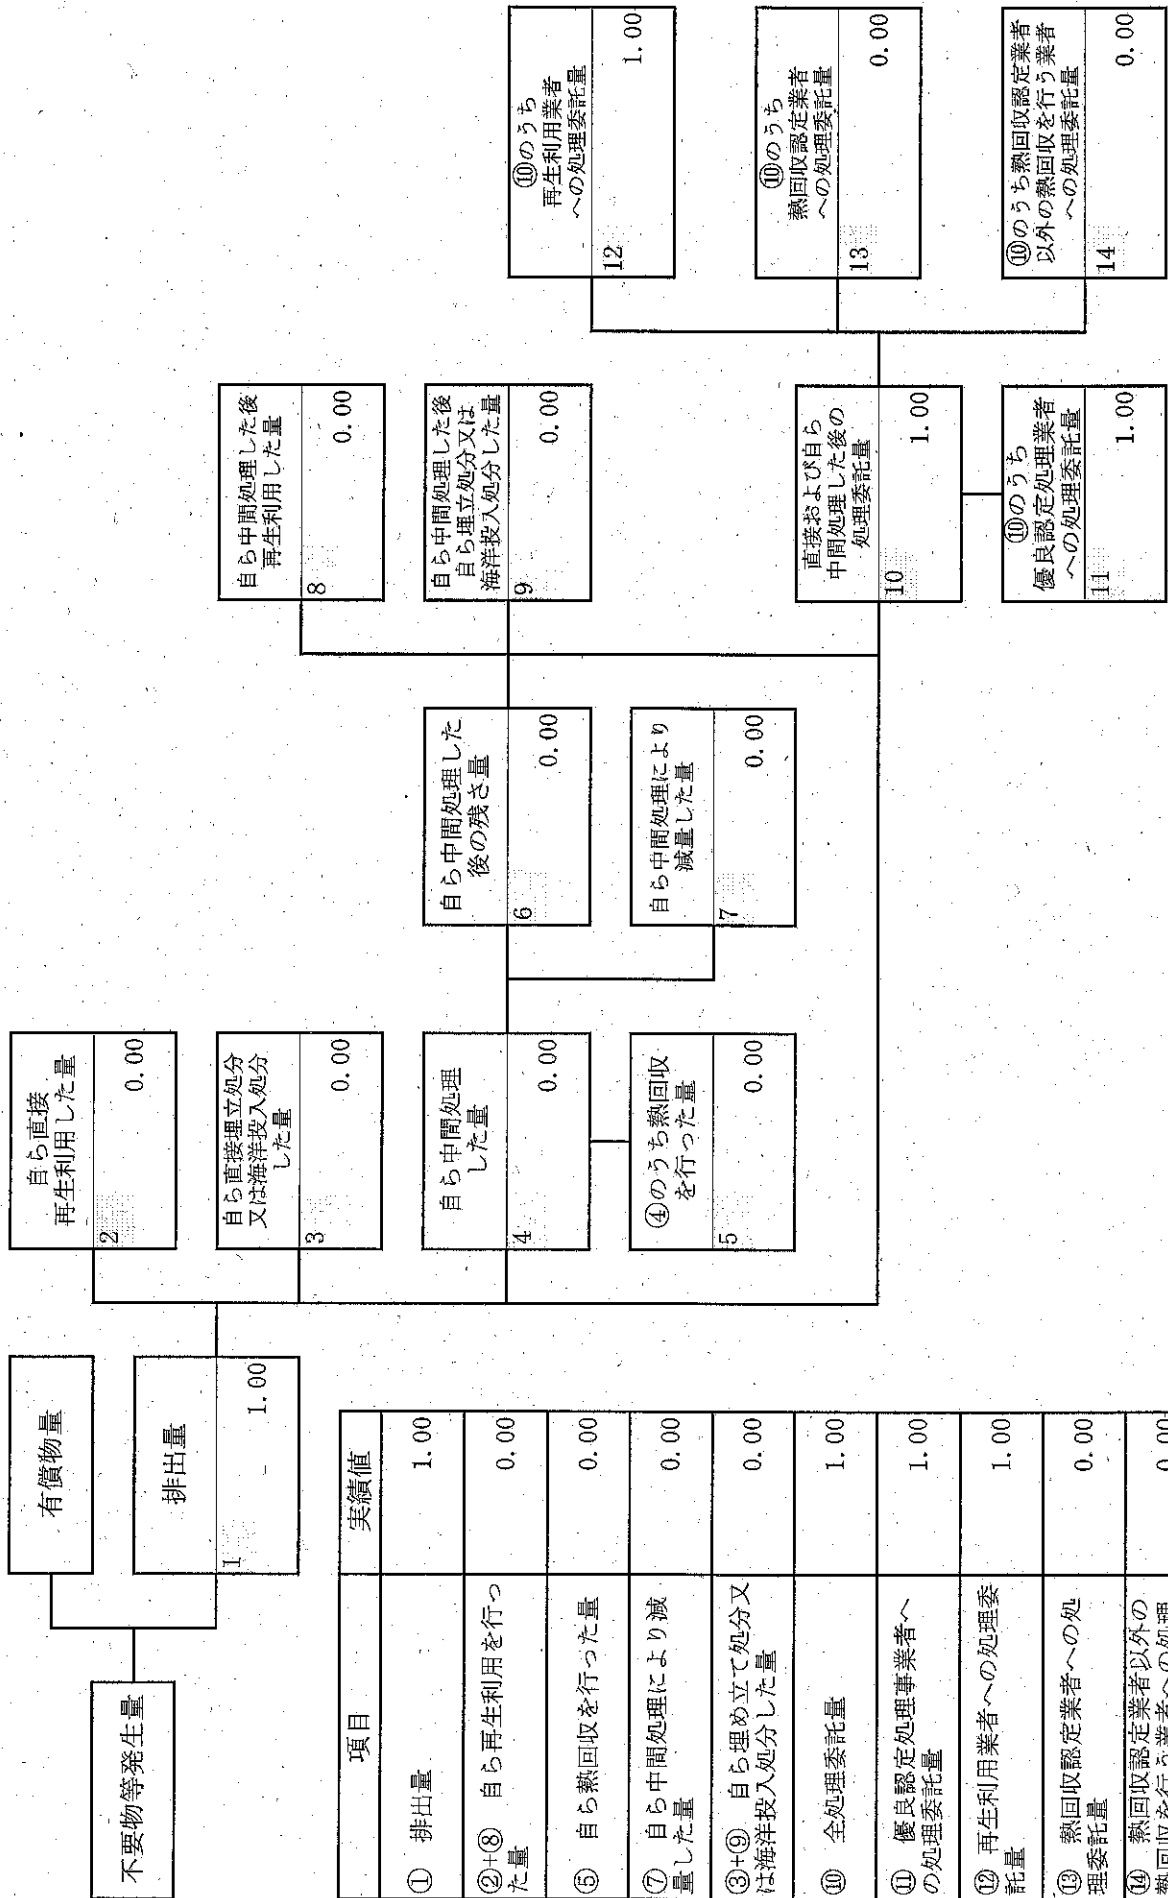 不要物等発生量
有償物量
排出量
1
1.00
自ら直接
再生利用した量
2
0.00
自ら直接埋立処分
又は海洋投入処分
した量
3
0.00
自ら中間処理
した量
4
0.00
④のうち熱回収
を行った量
5
0.00
自ら中間処理した
後の残さ量
6
0.00
自ら中間処理により
減量した量
7
0.00
自ら中間処理した後
再生利用した量
8
0.00
自ら中間処理した後
自ら埋立処分又は
海洋投入処分した量
9
0.00
直接および自ら
中間処理した後の
処理委託量
10
1.00
⑩のうち
優良認定処理業者
への処理委託量
11
1.00
⑩のうち
再生利用業者
への処理委託量
12
1.00
⑩のうち
熱回収認定業者
への処理委託量
13
0.00
⑩のうち熱回収認定業者
以外の熱回収を行う業者
への処理委託量
14
0.00
項目 実績値
① 排出量 1.00
②+⑧ 自ら再生利用を行っ
た量 0.00
⑤ 自ら熱回収を行った量 0.00
⑦ 自ら中間処理により減
量した量 0.00
③+⑨ 自ら埋め立て処分又
は海洋投入処分した量 0.00
⑩ 全処理委託量 1.00
⑪ 優良認定処理事業者へ
の処理委託量 1.00
⑫ 再生利用業者への処理委
託量 1.00
⑬ 熱回収認定業者への処
理委託量 0.00
⑭ 熱回収認定業者以外の
熱回収を行う業者への処理 0.00